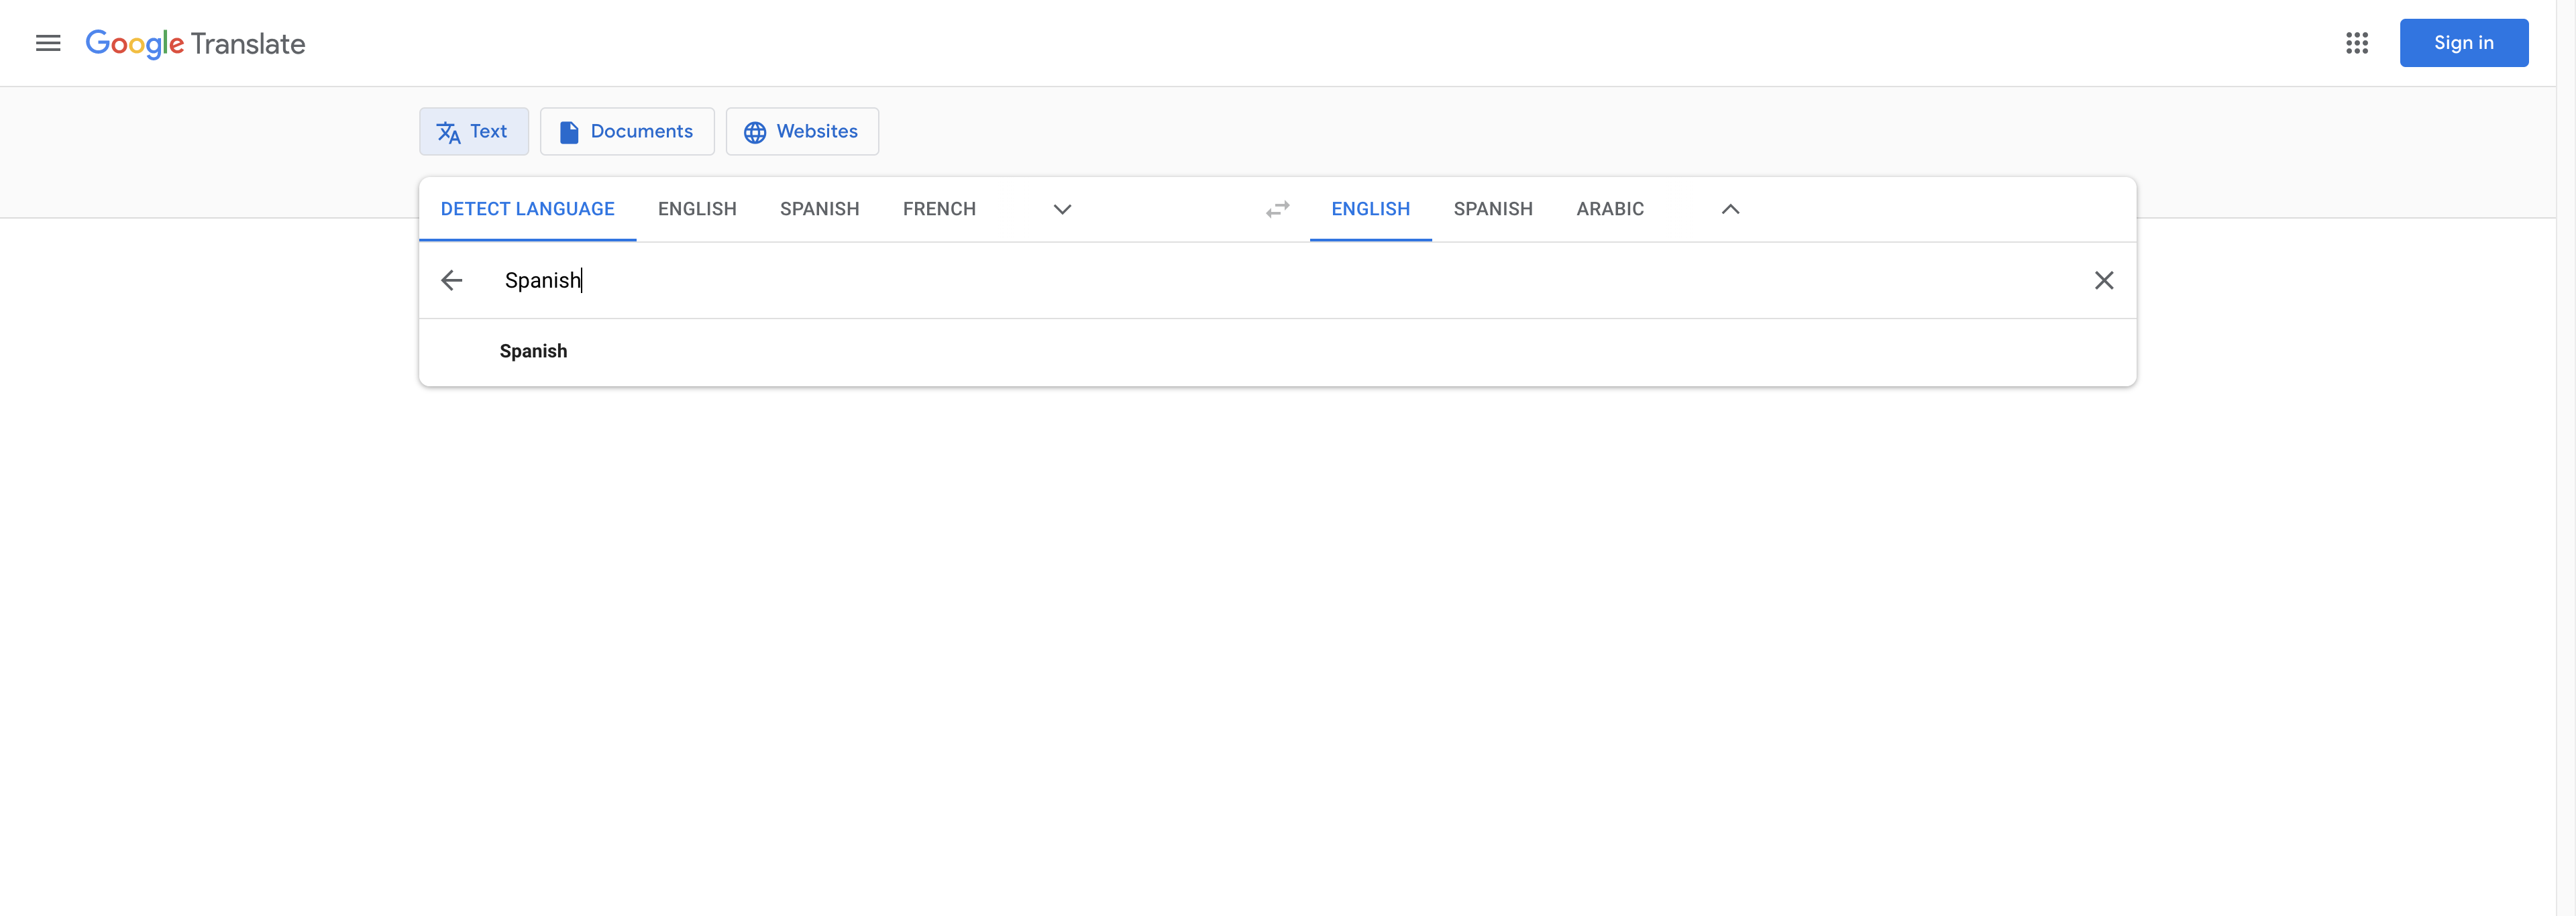 Google Translate
Sign in
Text
Documents
Websites
DETECT LANGUAGE
ENGLISH
SPANISH
FRENCH
ENGLISH
SPANISH
ARABIC
Spanish
Spanish